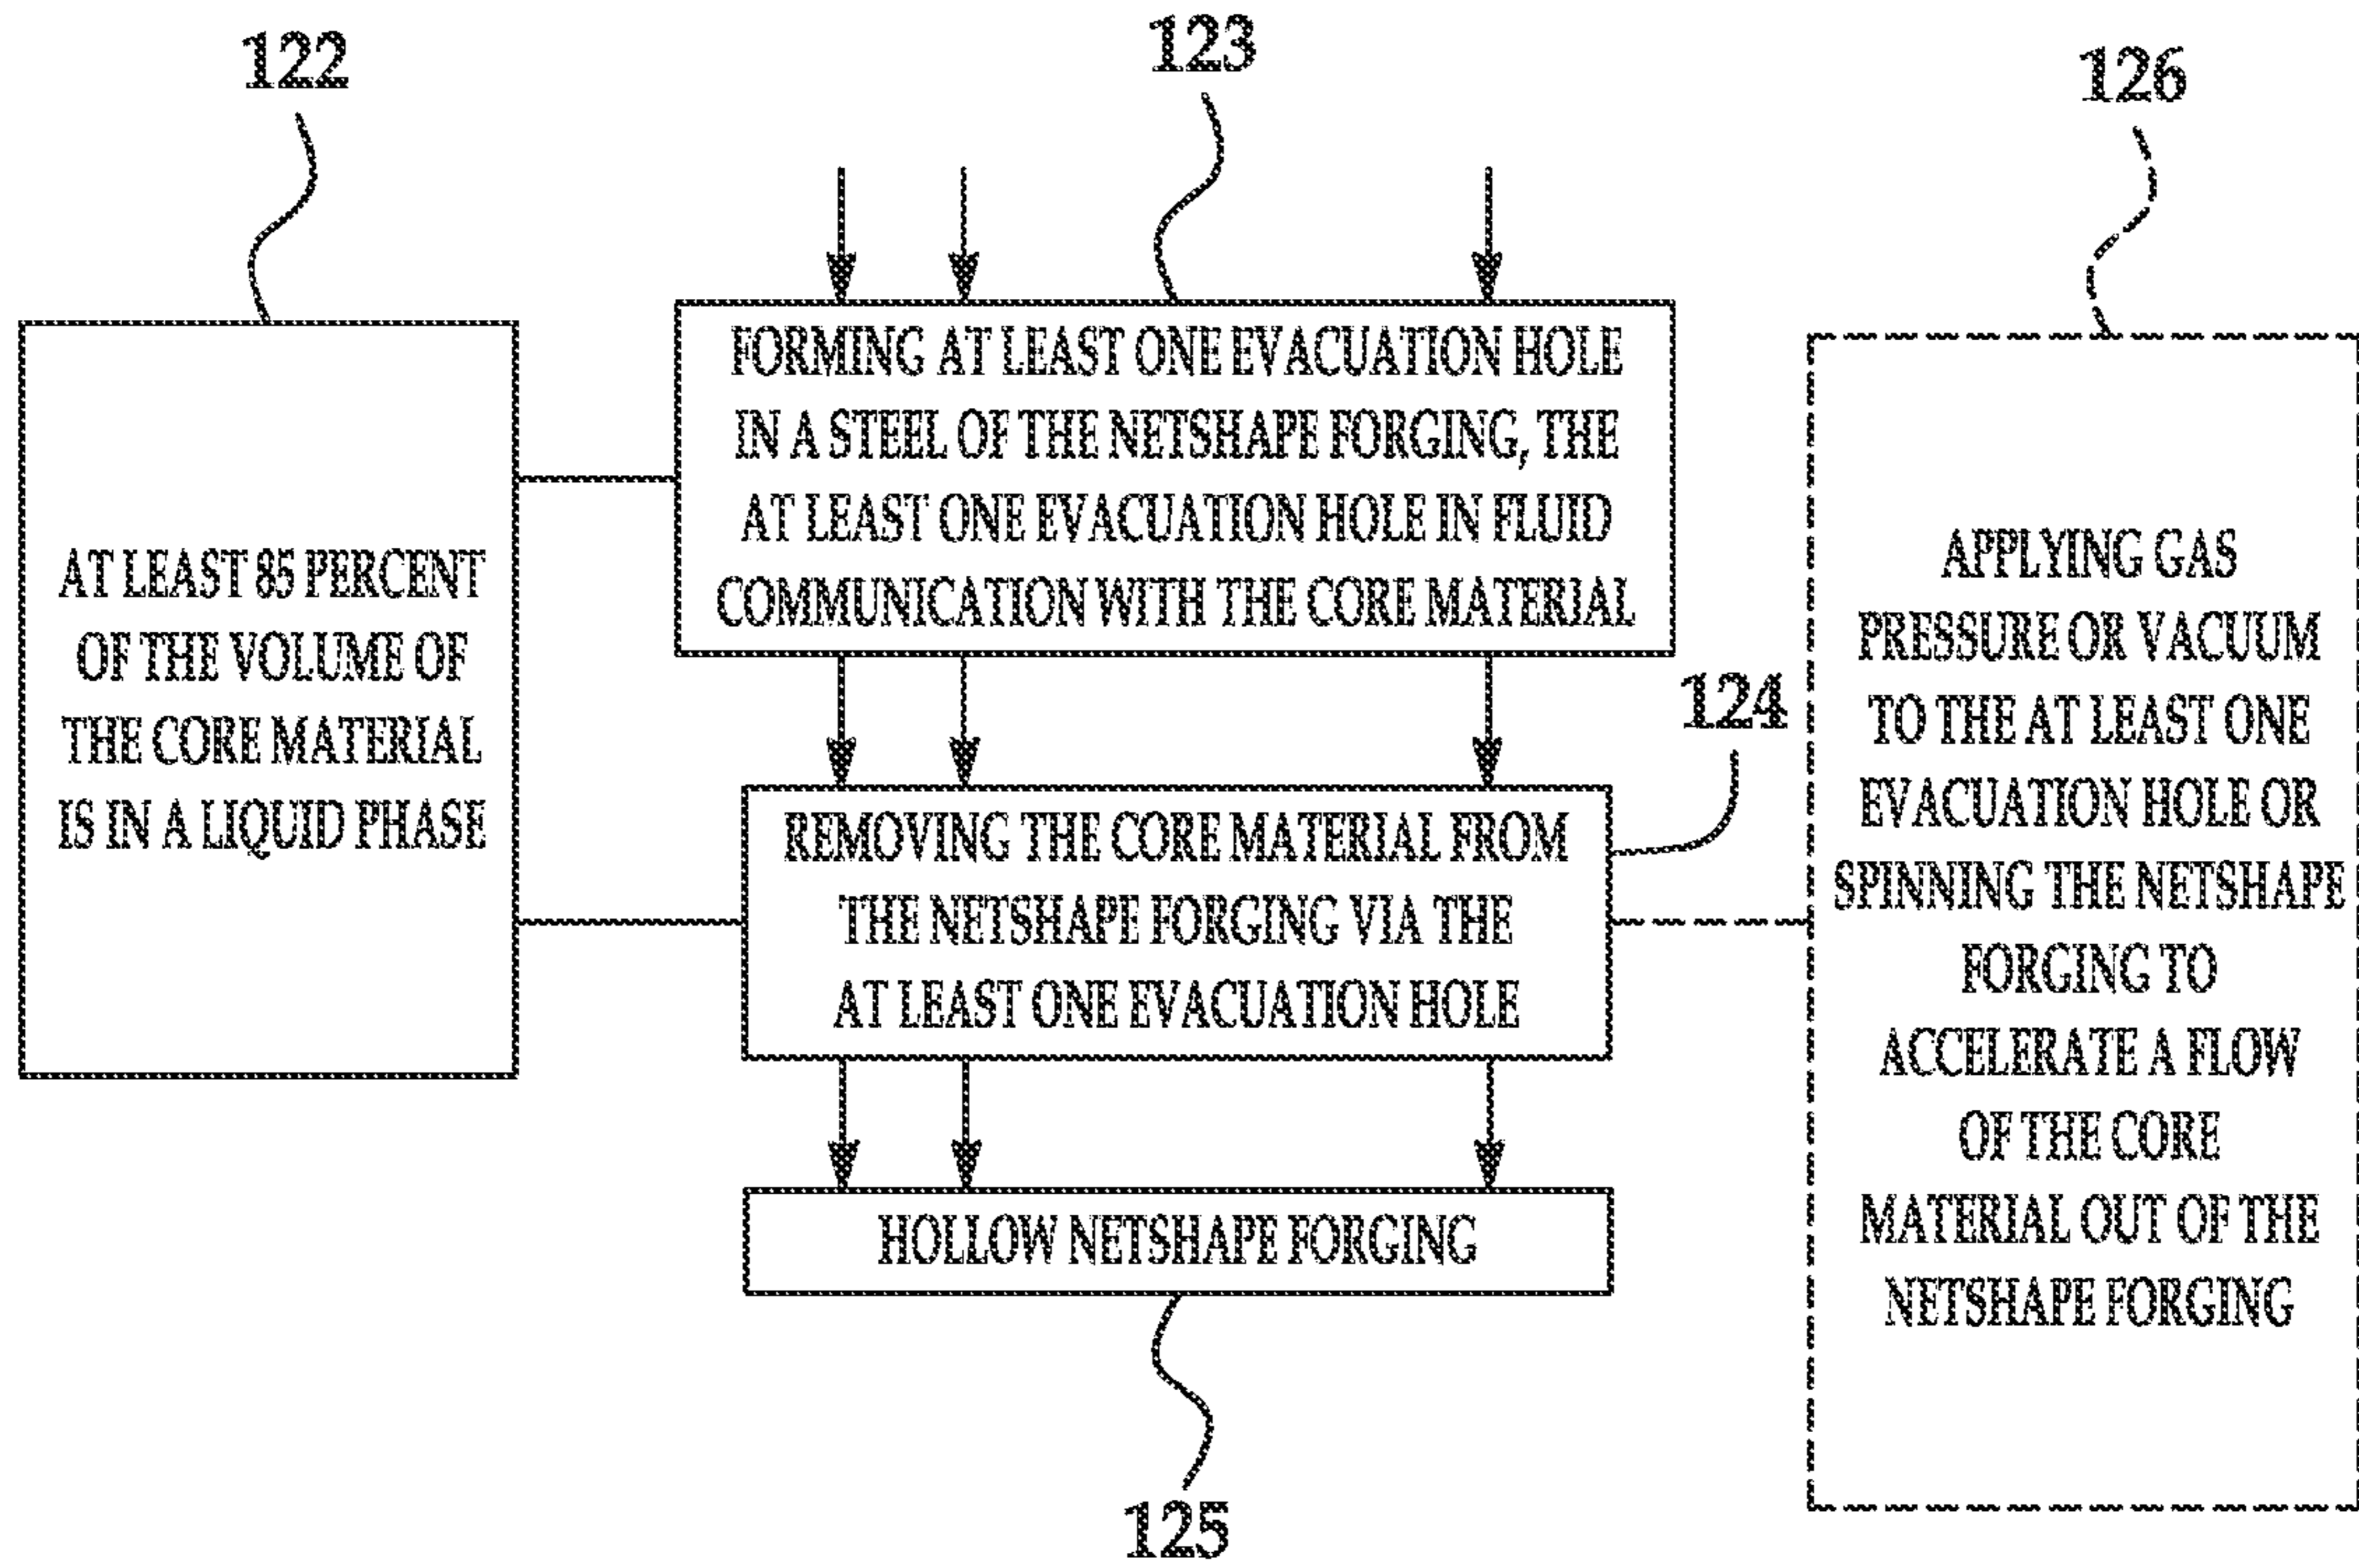 122
123
126
FORMING AT LEAST ONE EVACUATION HOLE
IN A STEEL OF THE NETSHAPE FORGING, THE
AT LEAST ONE EVACUATION HOLE IN FLUID
COMMUNICATION WITH THE CORE MATERIAL
AT LEAST 85 PERCENT
OF THE VOLUME OF
THE CORE MATERIAL
IS IN A LIQUID PHASE
124
REMOVING THE CORE MATERIAL FROM
THE NETSHAPE FORGING VIA THE
AT LEAST ONE EVACUATION HOLE
APPLYING GAS
PRESSURE OR VACUUM
TO THE AT LEAST ONE
EVACUATION HOLE OR
SPINNING THE NETSHAPE
FORGING TO
ACCELERATE A FLOW
OF THE CORE
MATERIAL OUT OF THE
NETSHAPE FORGING
HOLLOW NETSHAPE FORGING
125